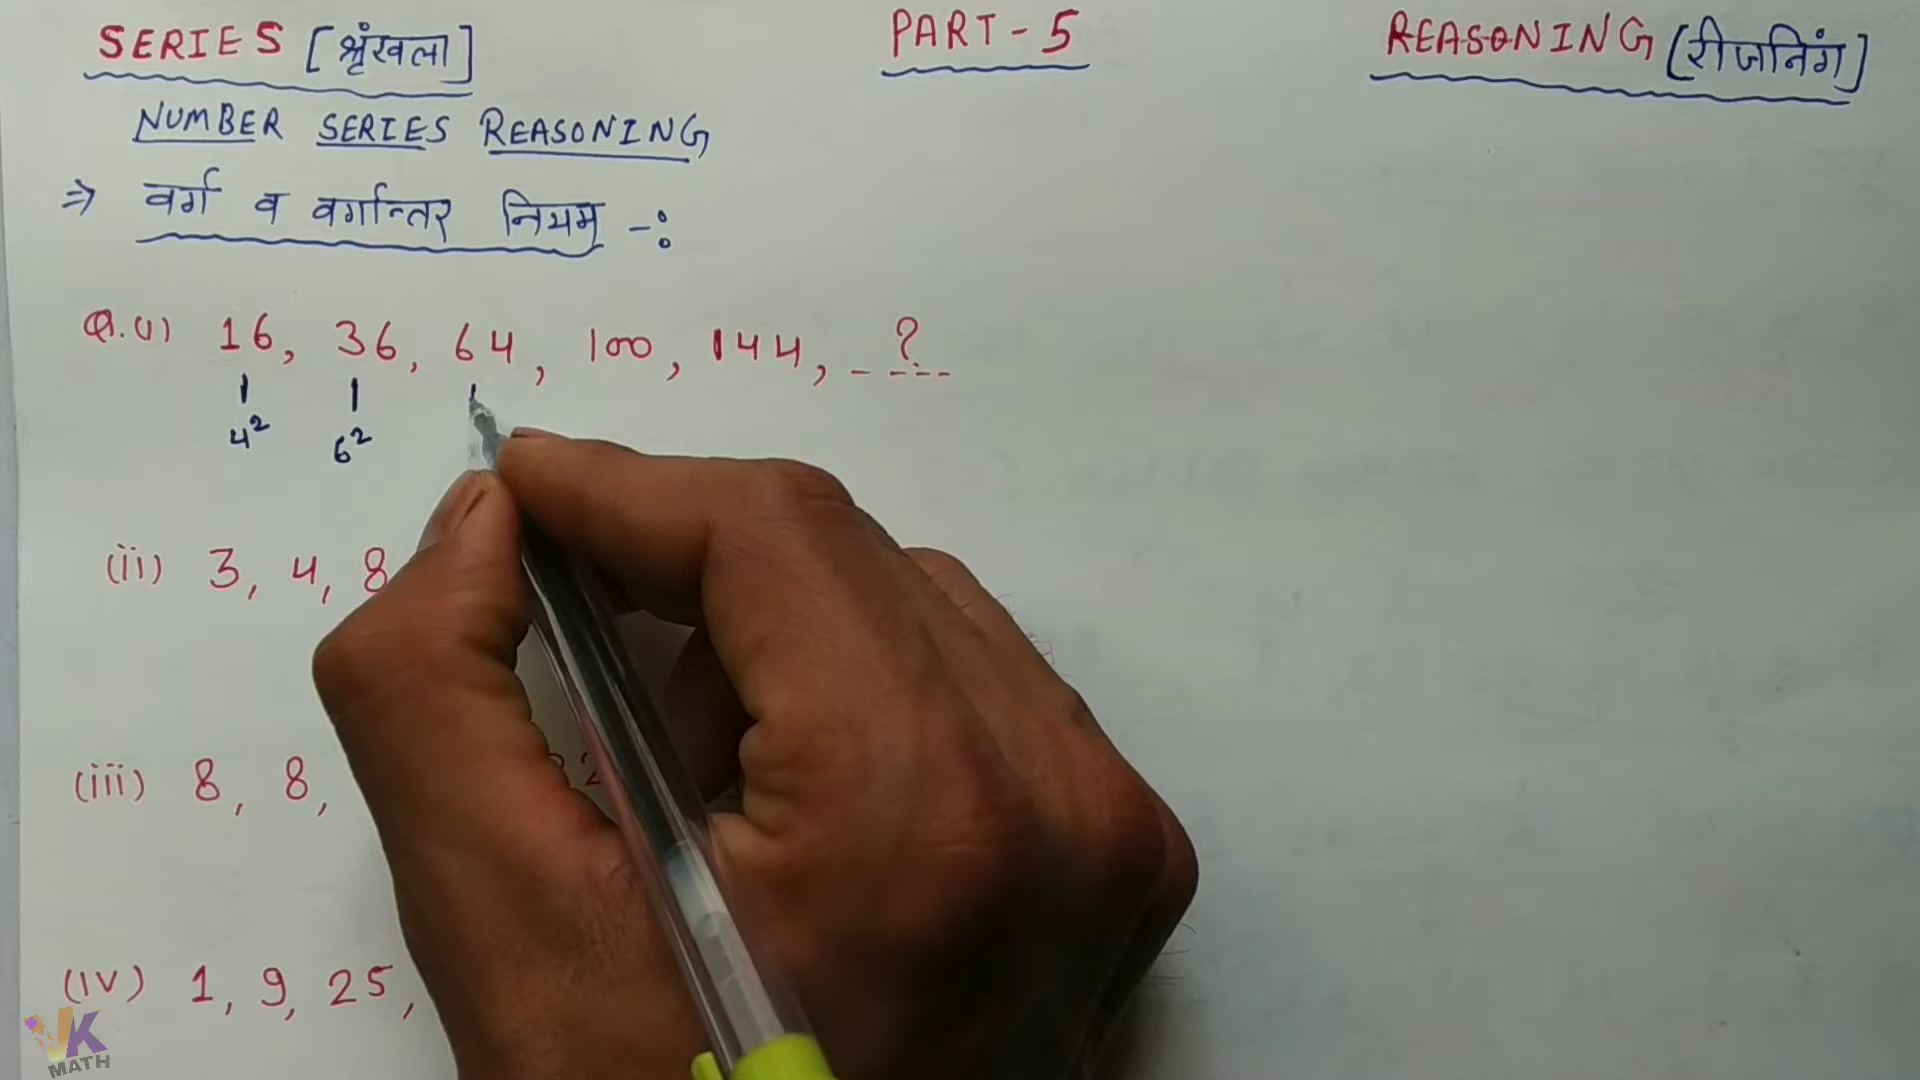 SERIES [श्रृंखला]
PART - 5
REASONING [रीजनिंग]
NUMBER SERIES REASONING
⇒ वर्ग व वर्गान्तर नियम -:
Q.(i) 16, 36, 64, 100, 144, ?
4² 6²
(ii) 3, 4, 8
(iii) 8, 8,
(iv) 1, 9, 25,
VK
MATH